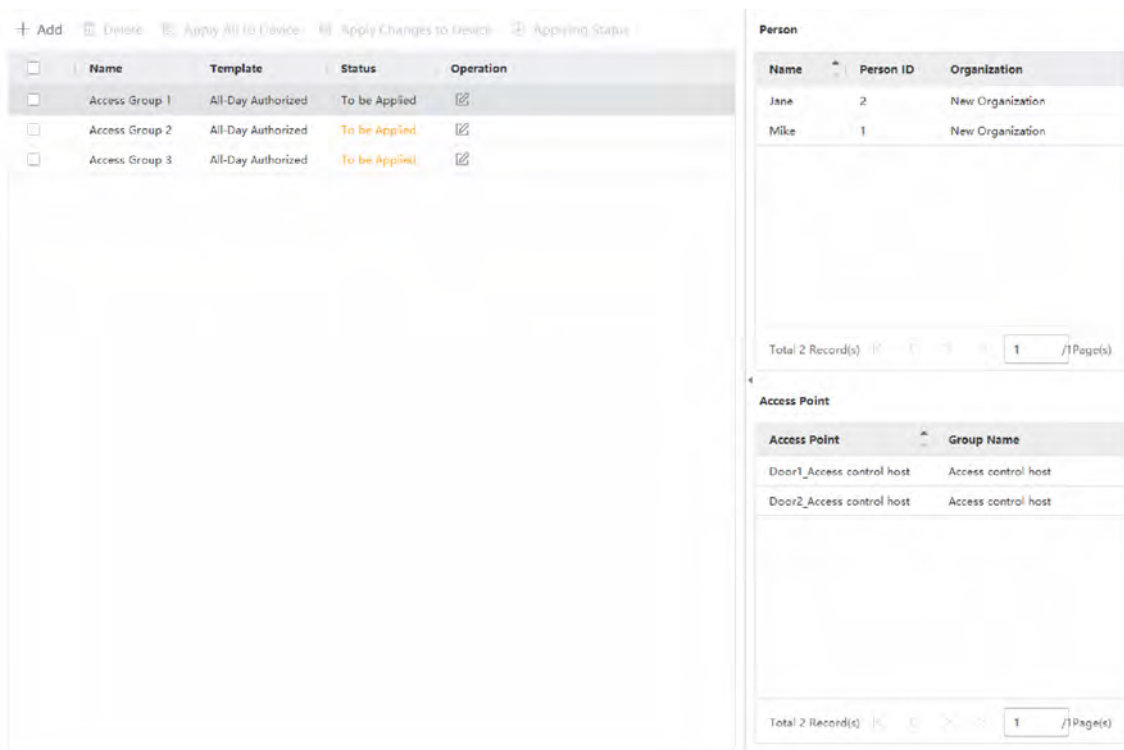 Add Delete Apply All to Device Apply Changes to Device Applying Status
Name Template Status Operation
Access Group 1 All-Day Authorized To be Applied
Access Group 2 All-Day Authorized To be Applied
Access Group 3 All-Day Authorized To be Applied
Person
Name Person ID Organization
Jane 2 New Organization
Mike 1 New Organization
Total 2 Record(s) 1 /1Page(s)
Access Point
Access Point Group Name
Door1_Access control host Access control host
Door2_Access control host Access control host
Total 2 Record(s) 1 /1Page(s)